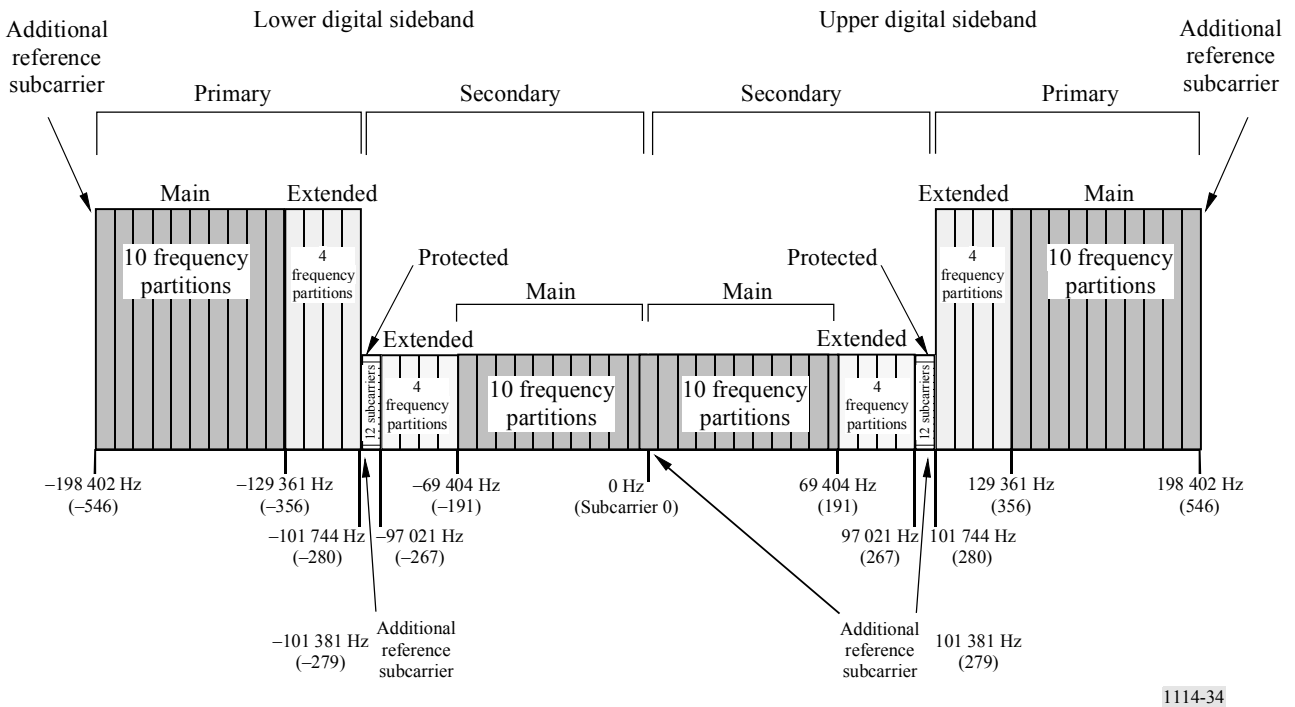 Lower digital sideband
Upper digital sideband
Additional
reference
subcarrier
Additional
reference
subcarrier
Primary
Secondary
Secondary
Primary
Main
Extended
Extended
Main
10 frequency
partitions
4
frequency
partitions
Protected
Protected
4
frequency
partitions
10 frequency
partitions
Main
Main
Extended
Extended
12 subcarriers
4
frequency
partitions
10 frequency
partitions
10 frequency
partitions
4
frequency
partitions
12 subcarriers
–198 402 Hz
(–546)
–129 361 Hz
(–356)
–69 404 Hz
(–191)
0 Hz
(Subcarrier 0)
69 404 Hz
(191)
129 361 Hz
(356)
198 402 Hz
(546)
–101 744 Hz
(–280)
–97 021 Hz
(–267)
97 021 Hz
(267)
101 744 Hz
(280)
–101 381 Hz
(–279)
Additional
reference
subcarrier
Additional
reference
subcarrier
101 381 Hz
(279)
1114-34